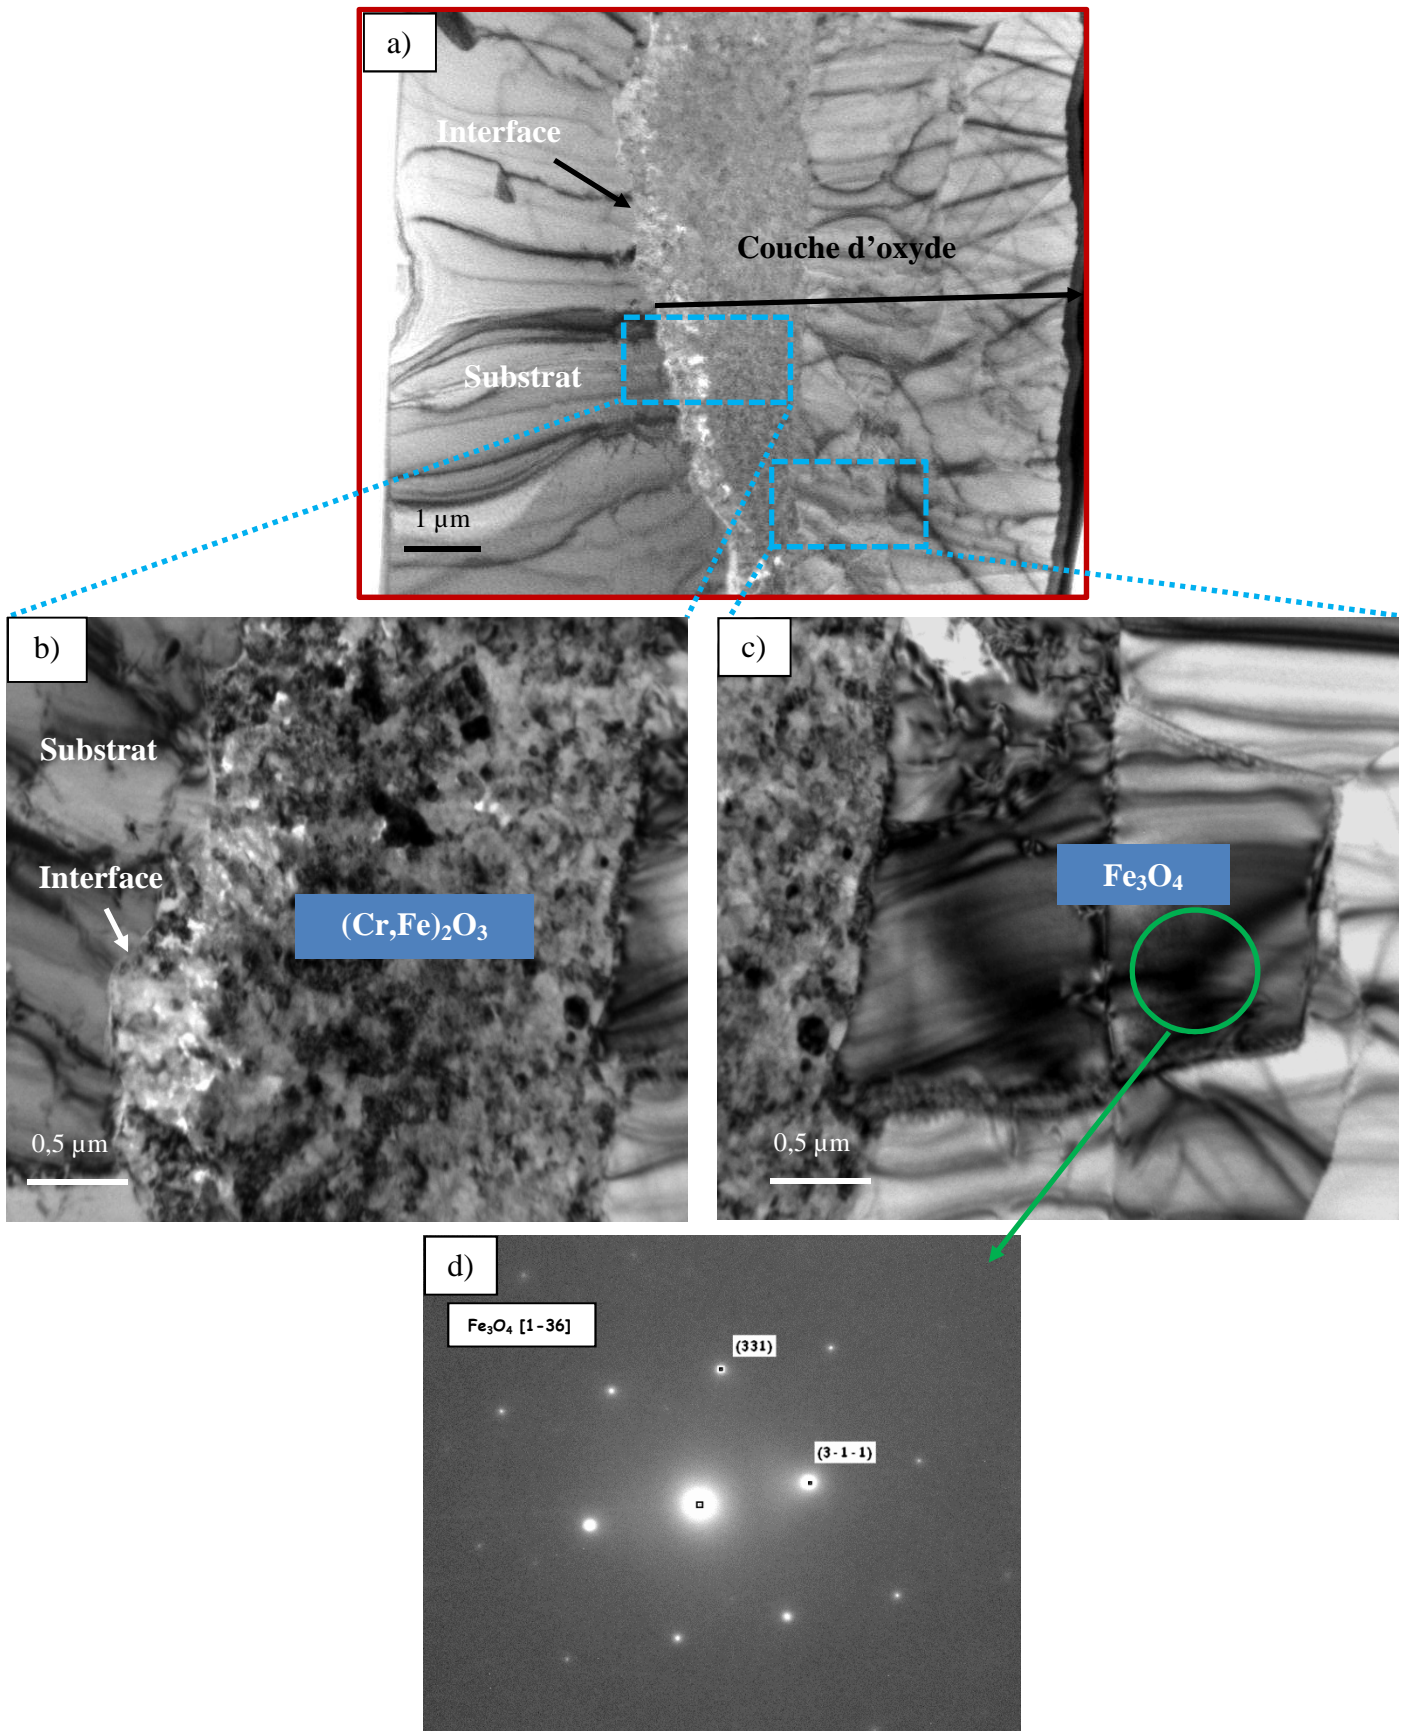 a)
Interface
Couche d’oxyde
Substrat
1 µm
b)
Substrat
Interface
(Cr,Fe)₂O₃
0,5 µm
c)
Fe₃O₄
0,5 µm
d)
Fe₃O₄ [1-36]
(331)
(3-1-1)